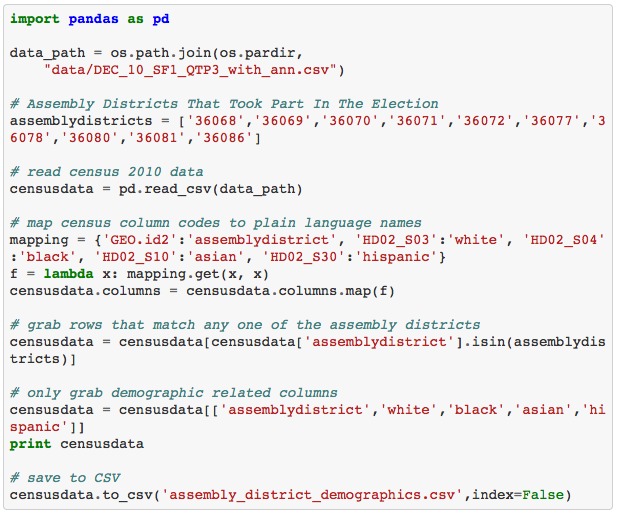 import pandas as pd
data_path = os.path.join(os.pardir,
    "data/DEC_10_SF1_QTP3_with_ann.csv")
# Assembly Districts That Took Part In The Election
assemblydistricts = ['36068','36069','36070','36071','36072','36077','3
6078','36080','36081','36086']
# read census 2010 data
censusdata = pd.read_csv(data_path)
# map census column codes to plain language names
mapping = {'GEO.id2':'assemblydistrict', 'HD02_S03':'white', 'HD02_S04'
:'black', 'HD02_S10':'asian', 'HD02_S30':'hispanic'}
f = lambda x: mapping.get(x, x)
censusdata.columns = censusdata.columns.map(f)
# grab rows that match any one of the assembly districts
censusdata = censusdata[censusdata['assemblydistrict'].isin(assemblydis
tricts)]
# only grab demographic related columns
censusdata = censusdata[['assemblydistrict','white','black','asian','hi
spanic']]
print censusdata
# save to CSV
censusdata.to_csv('assembly_district_demographics.csv',index=False)